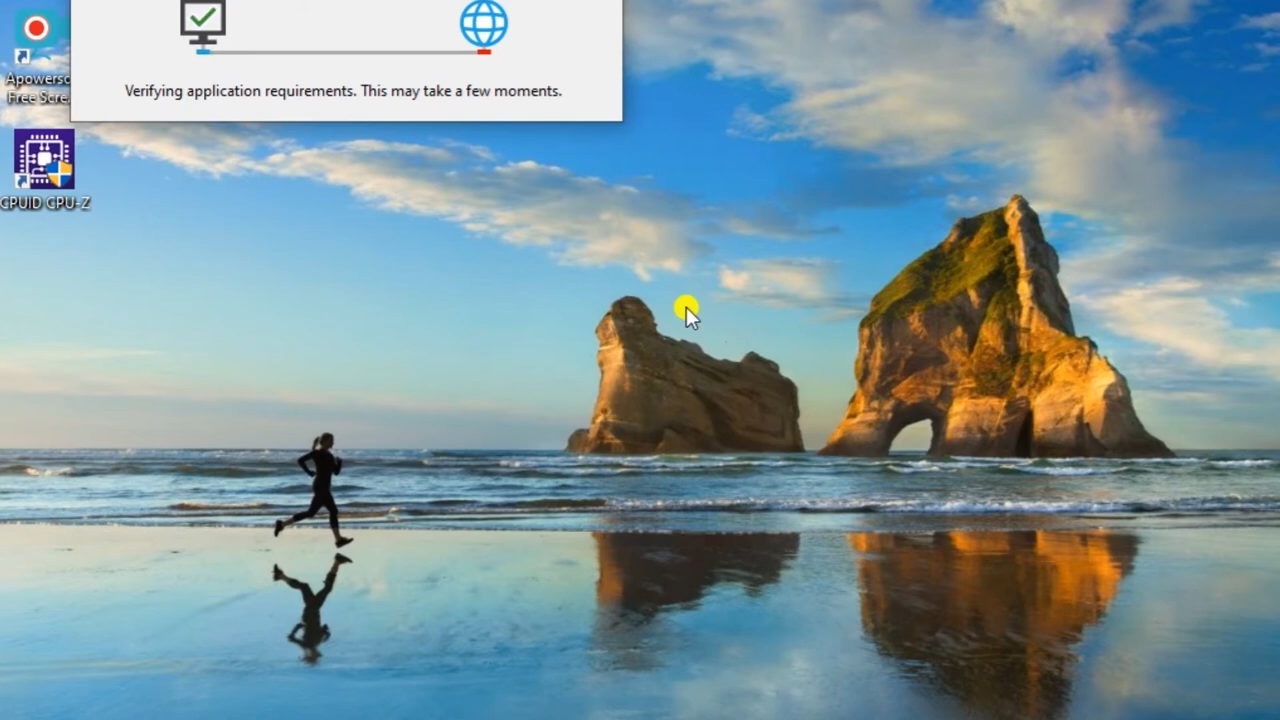 Verifying application requirements. This may take a few moments.
Apowersc
Free Scre.
CPUID CPU-Z